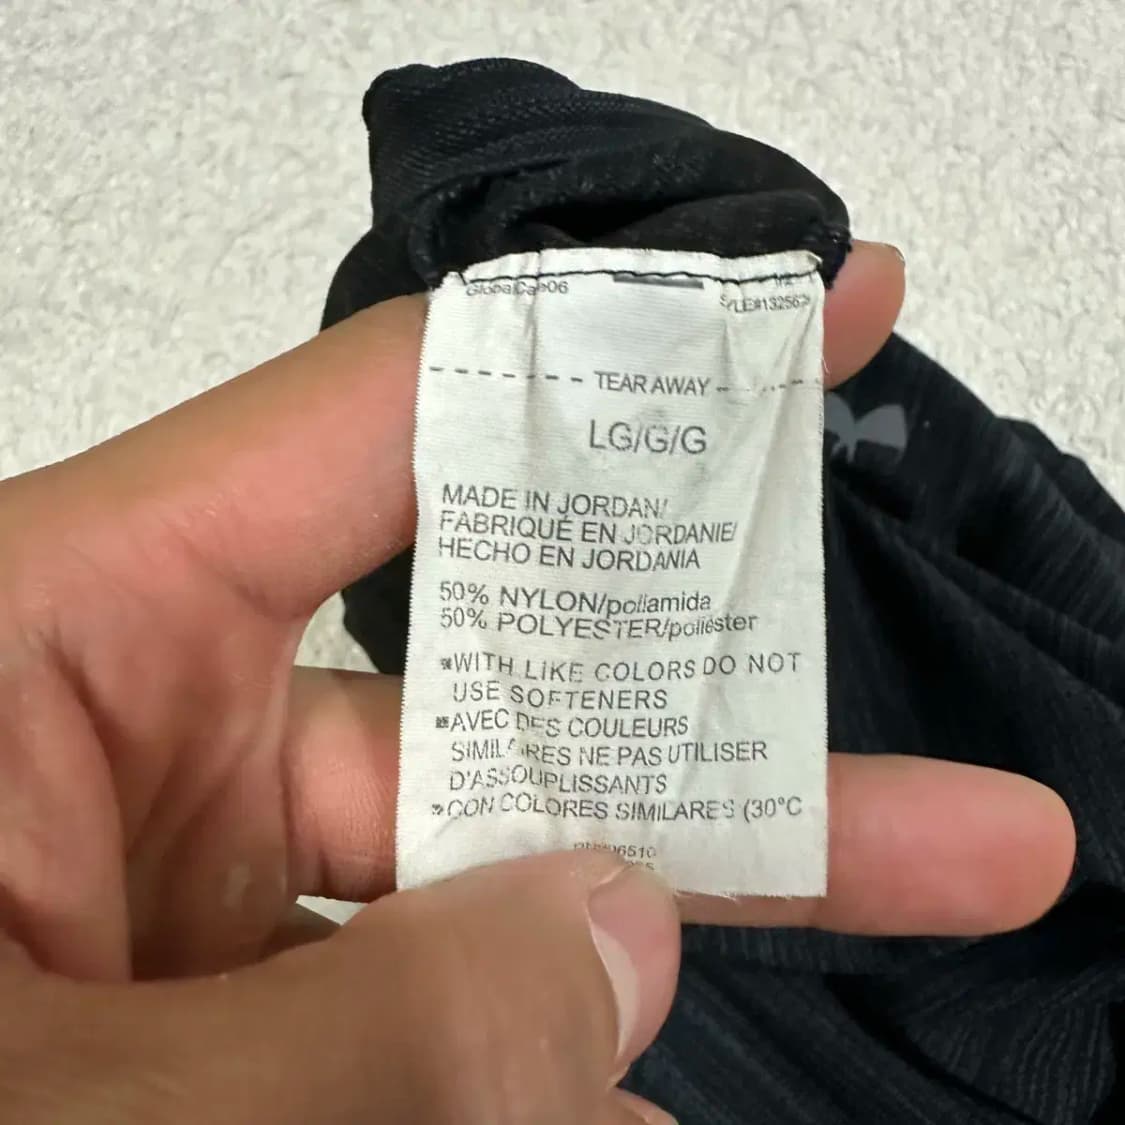 GlobalCare06
TEAR AWAY
LG/G/G
MADE IN JORDAN/
FABRIQUÉ EN JORDANIE/
HECHO EN JORDANIA
50% NYLON/poliamida
50% POLYESTER/poliéster
WITH LIKE COLORS DO NOT
USE SOFTENERS
AVEC DES COULEURS
SIMILAIRES NE PAS UTILISER
D'ASSOUPLISSANTS
CON COLORES SIMILARES (30°C